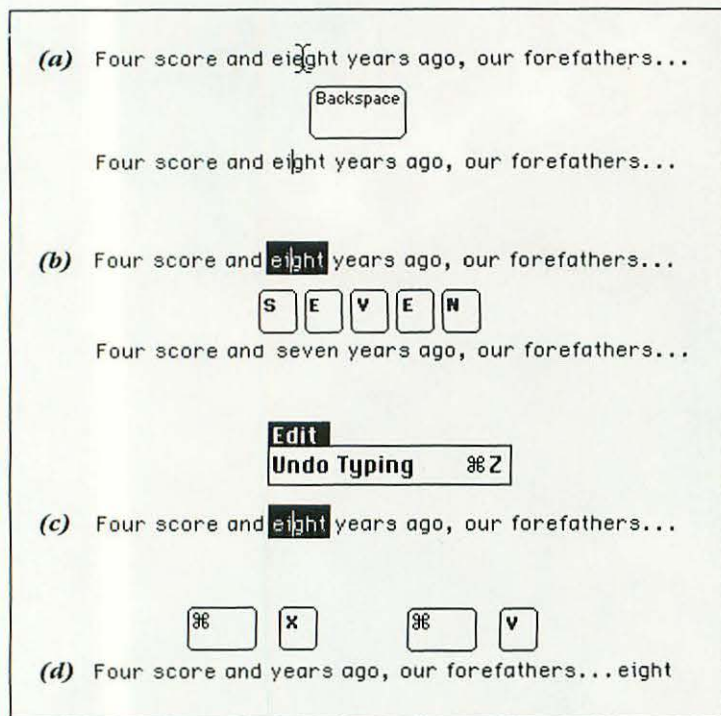 (a) Four score and eieght years ago, our forefathers...
Backspace
Four score and eight years ago, our forefathers...
(b) Four score and eight years ago, our forefathers...
S E V E N
Four score and seven years ago, our forefathers...
Edit
Undo Typing ⌘Z
(c) Four score and eight years ago, our forefathers...
⌘ X ⌘ V
(d) Four score and years ago, our forefathers...eight